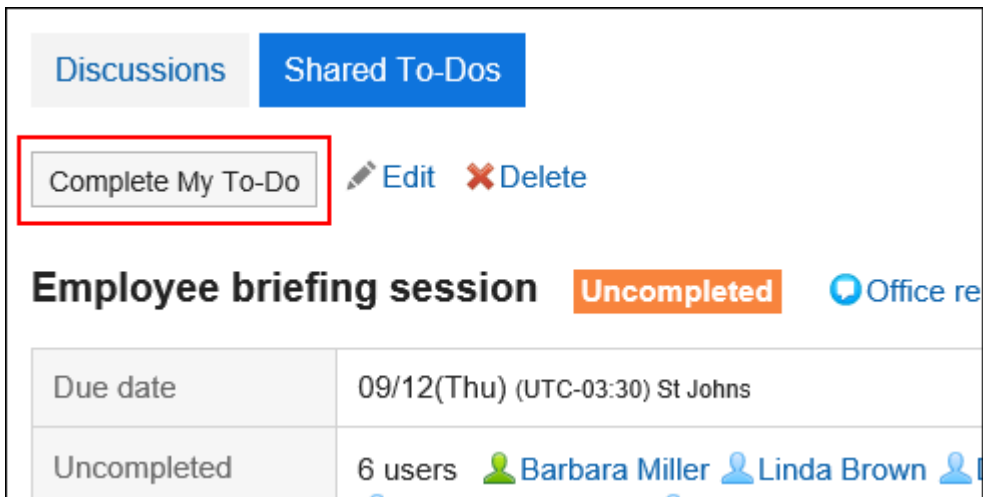 Discussions Shared To-Dos
Complete My To-Do Edit Delete
Employee briefing session Uncompleted Office re
Due date 09/12(Thu) (UTC-03:30) St Johns
Uncompleted 6 users Barbara Miller Linda Brown